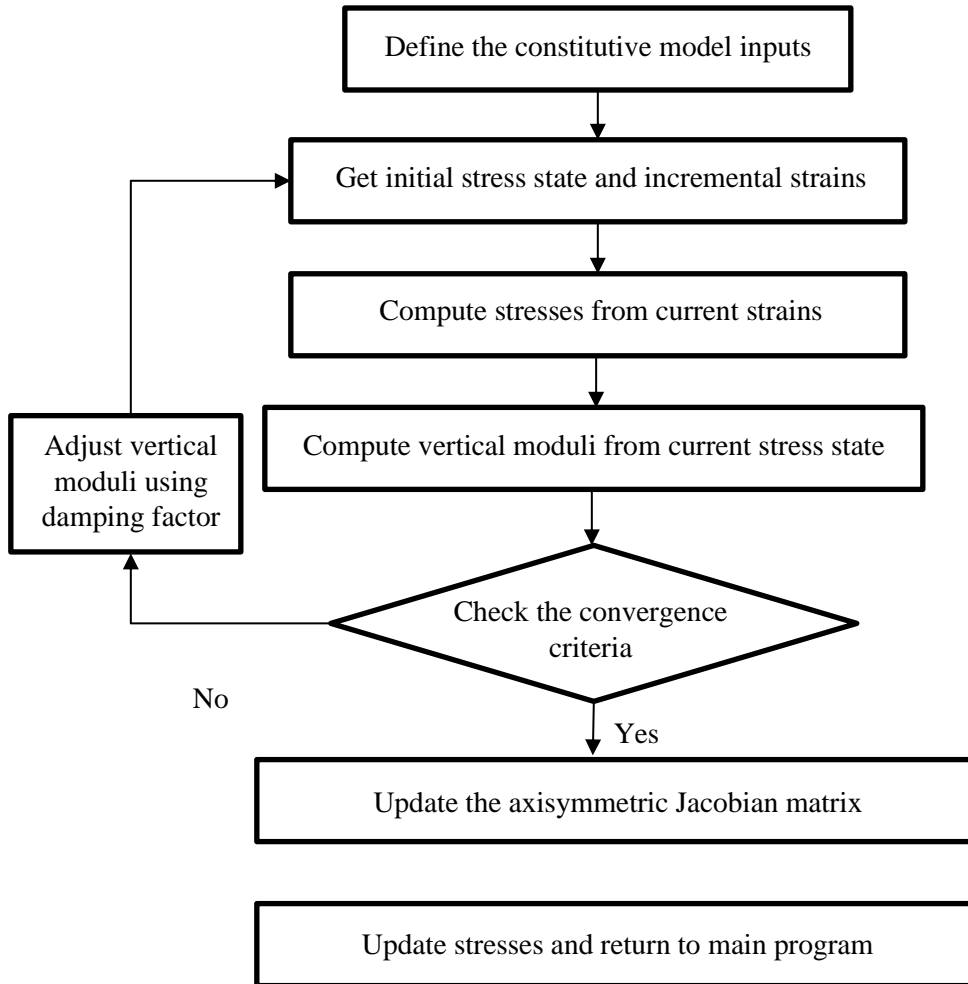 Define the constitutive model inputs
Get initial stress state and incremental strains
Compute stresses from current strains
Adjust vertical
moduli using
damping factor
Compute vertical moduli from current stress state
Check the convergence
criteria
No
Yes
Update the axisymmetric Jacobian matrix
Update stresses and return to main program